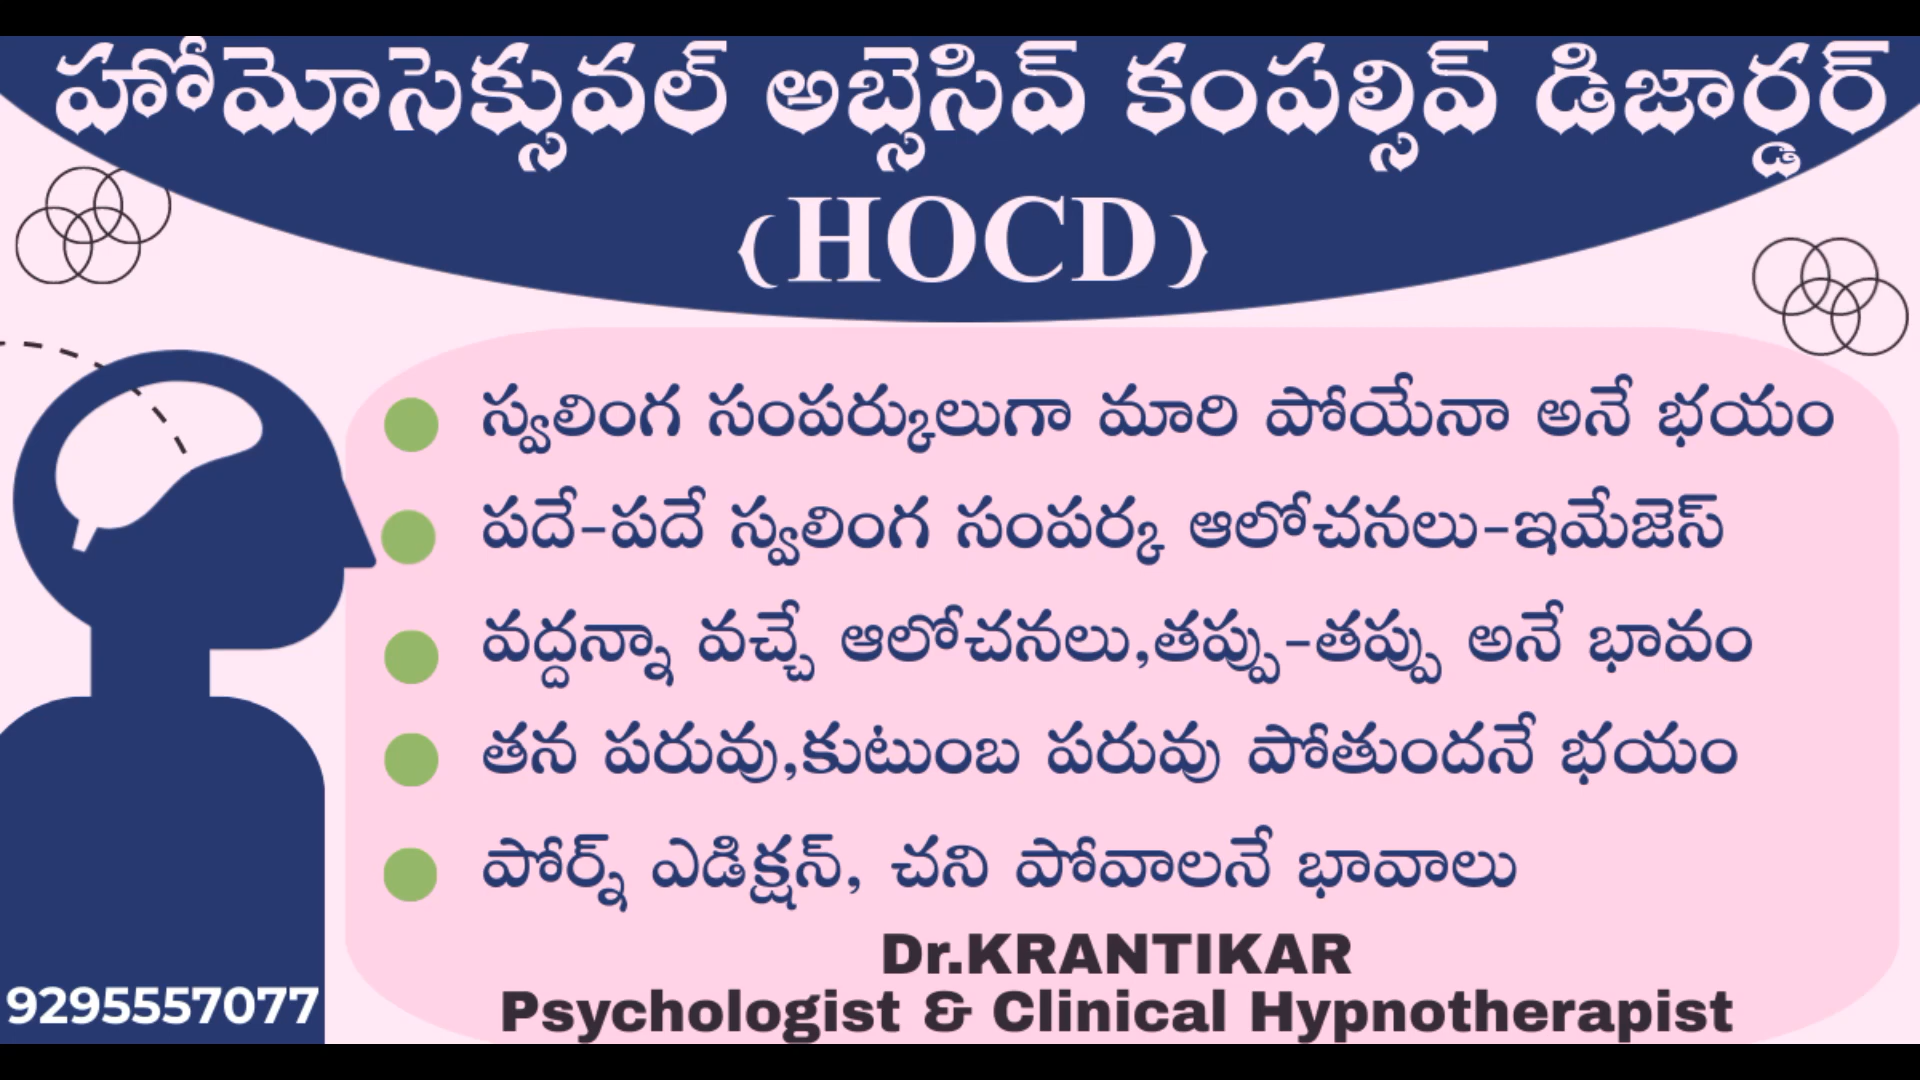 హోమోసెక్సువల్ అబ్సెసివ్ కంపల్సివ్ డిజార్డర్
(HOCD)
స్వలింగ సంపర్కులుగా మారి పోయేనా అనే భయం
పదే-పదే స్వలింగ సంపర్క ఆలోచనలు-ఇమేజెస్
వద్దన్నా వచ్చే ఆలోచనలు,తప్పు-తప్పు అనే భావం
తన పరువు,కుటుంబ పరువు పోతుందనే భయం
పోర్న్ ఎడిక్షన్, చని పోవాలనే భావాలు
Dr.KRANTIKAR
Psychologist & Clinical Hypnotherapist
9295557077